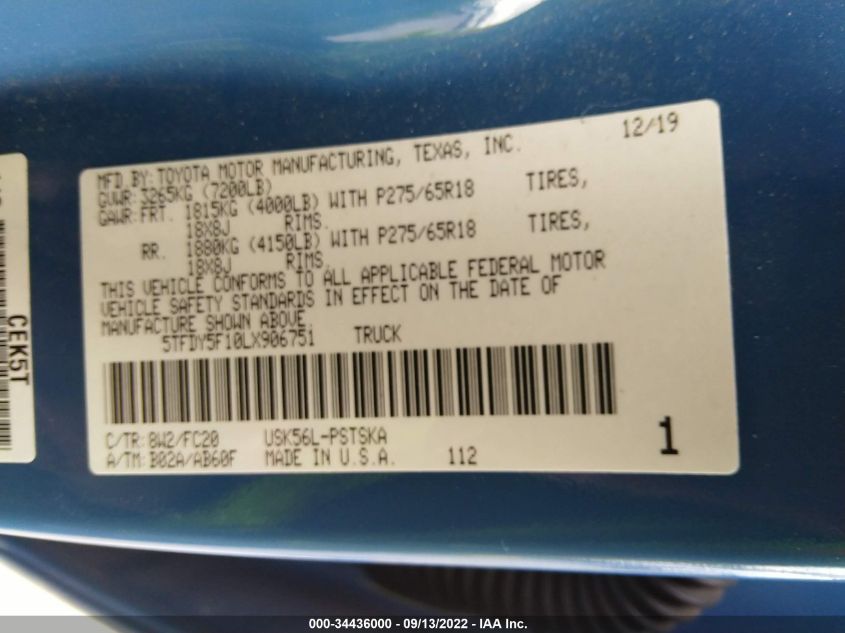 12/19
MFD BY: TOYOTA MOTOR MANUFACTURING, TEXAS, INC.
GVWR: 3265KG (7200LB)
GAWR: FRT. 1815KG (4000LB) WITH P275/65R18 TIRES,
18X8J RIMS.
RR. 1880KG (4150LB) WITH P275/65R18 TIRES,
18X8J RIMS.
THIS VEHICLE CONFORMS TO ALL APPLICABLE FEDERAL MOTOR
VEHICLE SAFETY STANDARDS IN EFFECT ON THE DATE OF
MANUFACTURE SHOWN ABOVE.
5TFDY5F10LX906751 TRUCK
C/TR: 8W2/FC20 USK56L-PSTSKA
A/TM: B02A/AB60F MADE IN U.S.A. 112
1
CEK5T
000-34436000 - 09/13/2022 - IAA Inc.